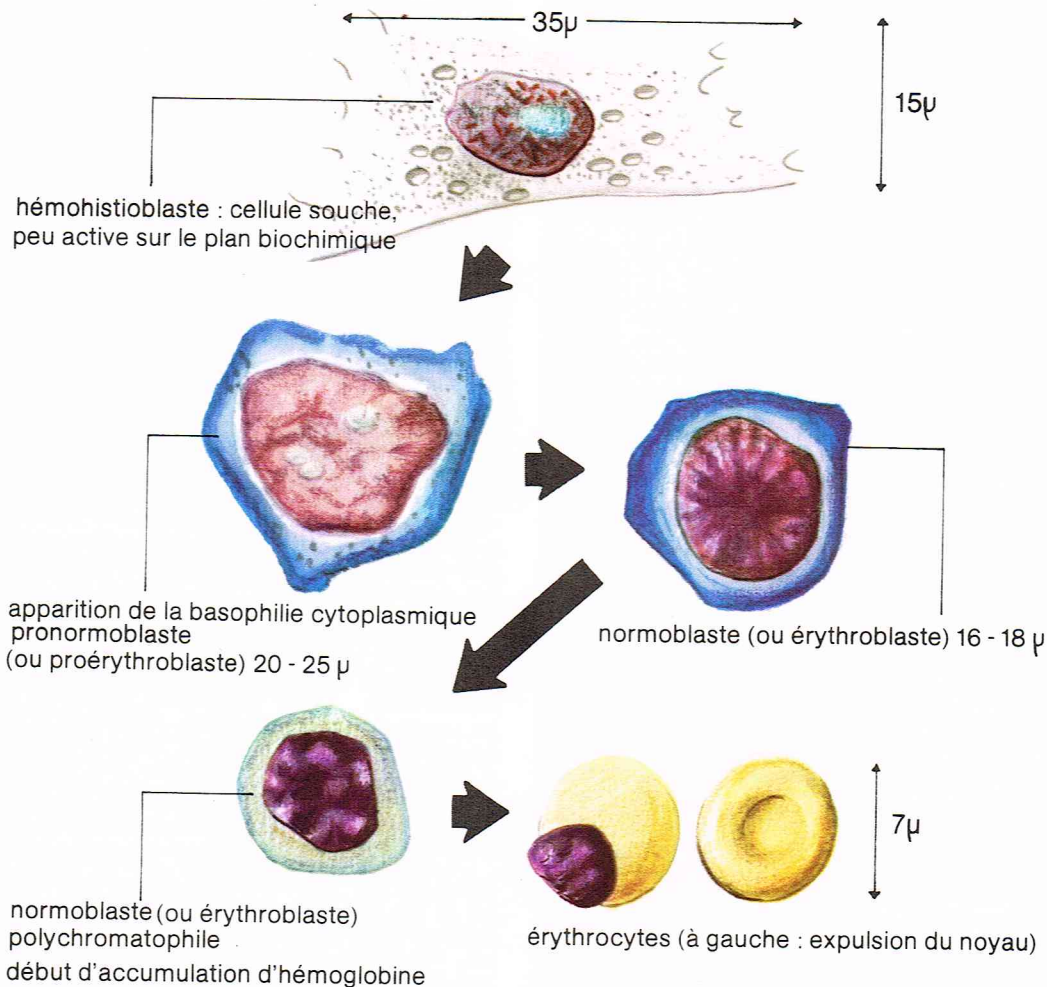 35µ
15µ
hémohistioblaste : cellule souche,
peu active sur le plan biochimique
apparition de la basophilie cytoplasmique
pronormoblaste
(ou proérythroblaste) 20 - 25 µ
normoblaste (ou érythroblaste) 16 - 18 µ
normoblaste (ou érythroblaste)
polychromatophile
début d'accumulation d'hémoglobine
7µ
érythrocytes (à gauche : expulsion du noyau)